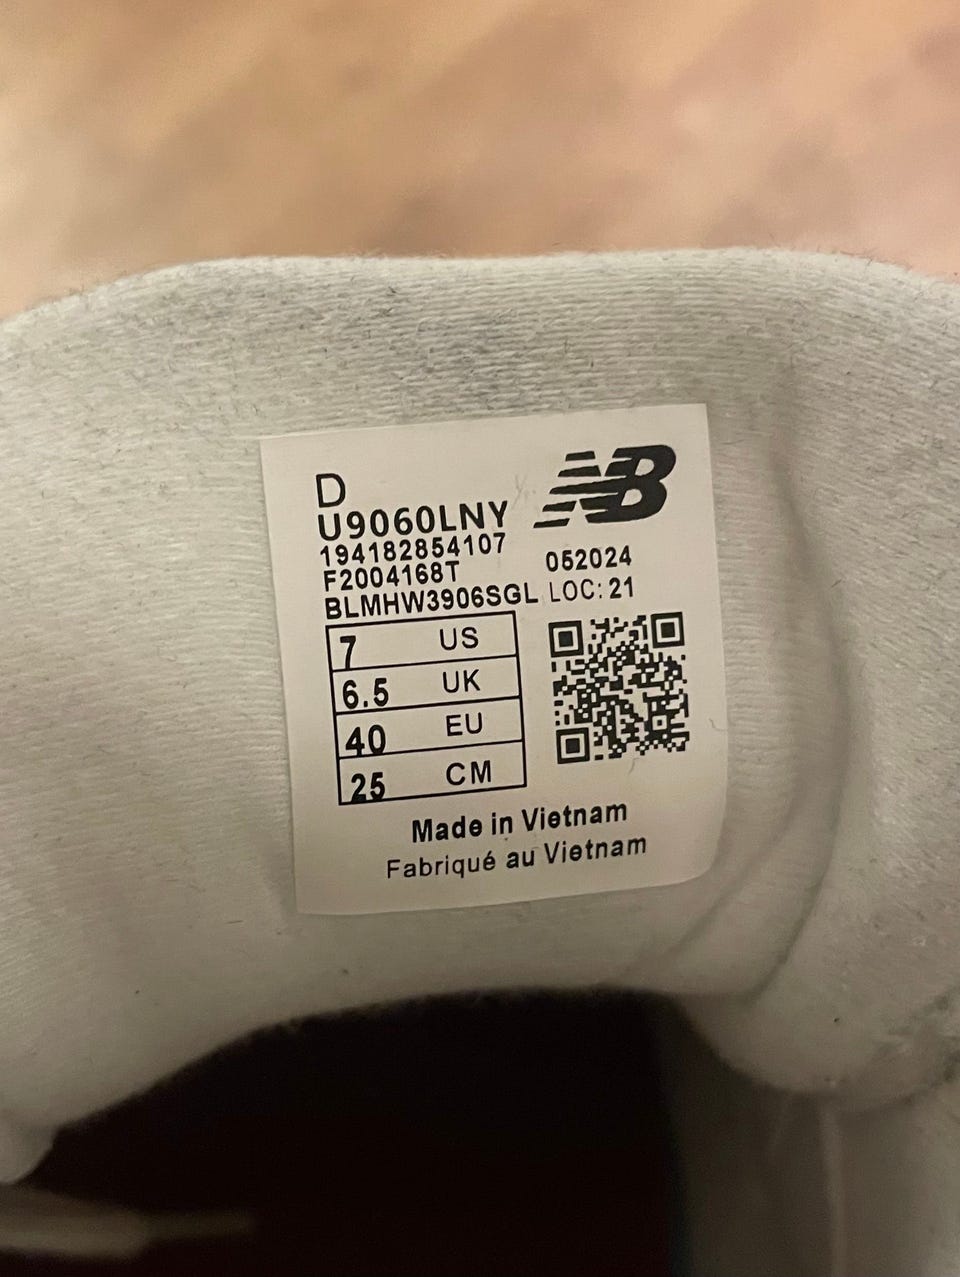 D
NB
U9060LNY
194182854107
F2004168T 052024
BLMHW3906SGL LOC: 21
7 US
6.5 UK
40 EU
25 CM
Made in Vietnam
Fabriqué au Vietnam